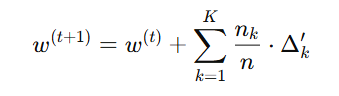 w^{(t+1)} = w^{(t)} + \sum_{k=1}^{K} \frac{n_k}{n} \cdot \Delta'_k